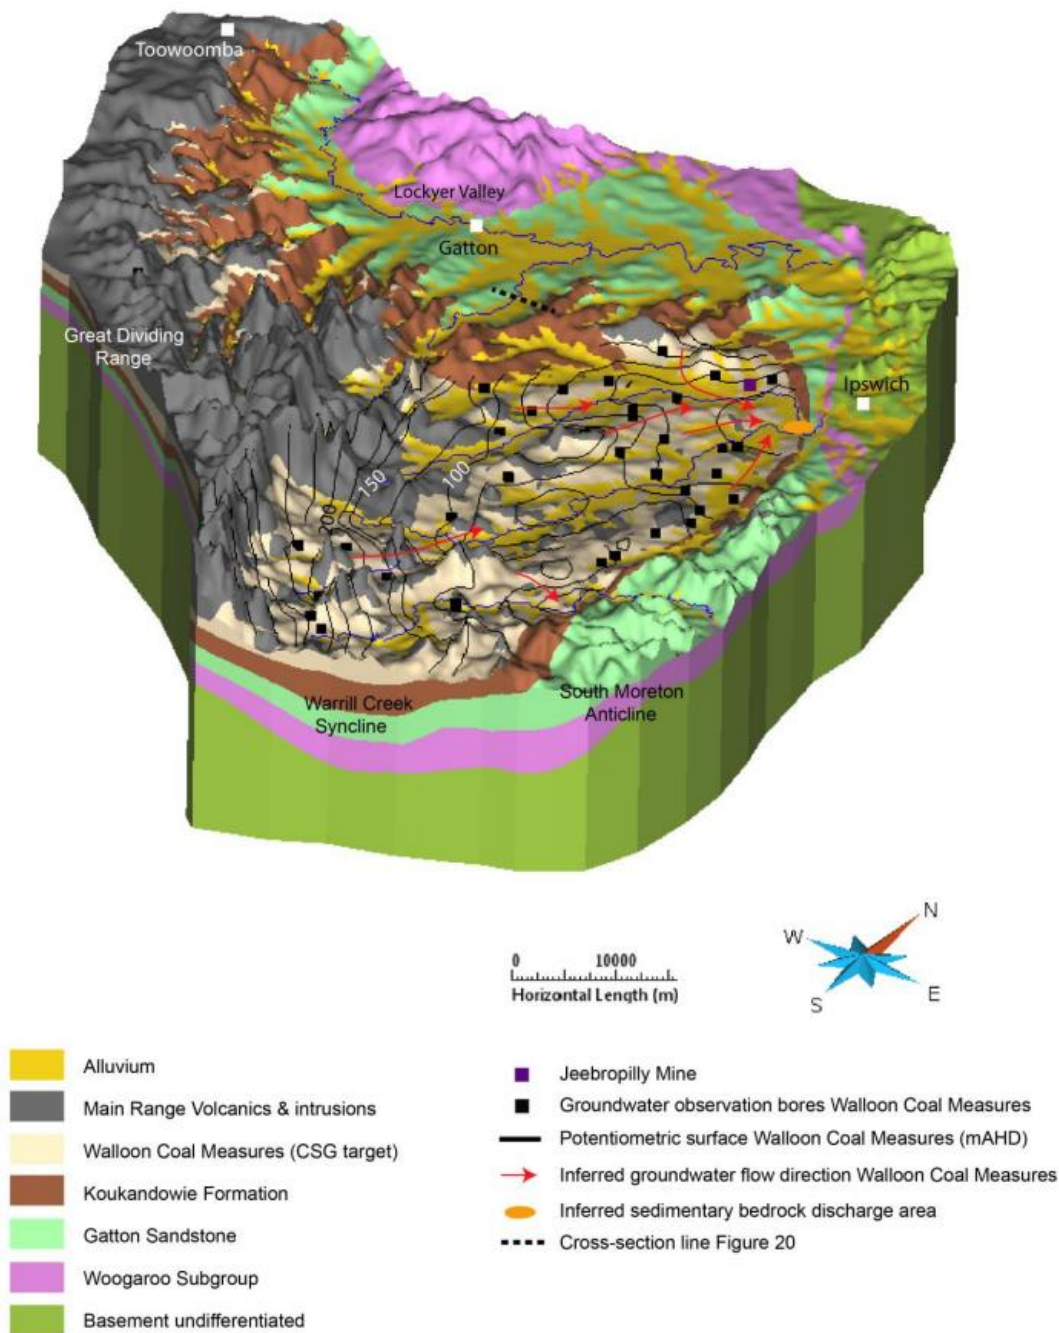 Toowoomba
Lockyer Valley
Gatton
Great Dividing
Range
Ipswich
150
100
200
Warrill Creek
Syncline
South Moreton
Anticline
N
W
S
E
0 10000
Horizontal Length (m)
Alluvium
Main Range Volcanics & intrusions
Walloon Coal Measures (CSG target)
Koukandowie Formation
Gatton Sandstone
Woogaroo Subgroup
Basement undifferentiated
Jeebropilly Mine
Groundwater observation bores Walloon Coal Measures
Potentiometric surface Walloon Coal Measures (mAHD)
Inferred groundwater flow direction Walloon Coal Measures
Inferred sedimentary bedrock discharge area
Cross-section line Figure 20